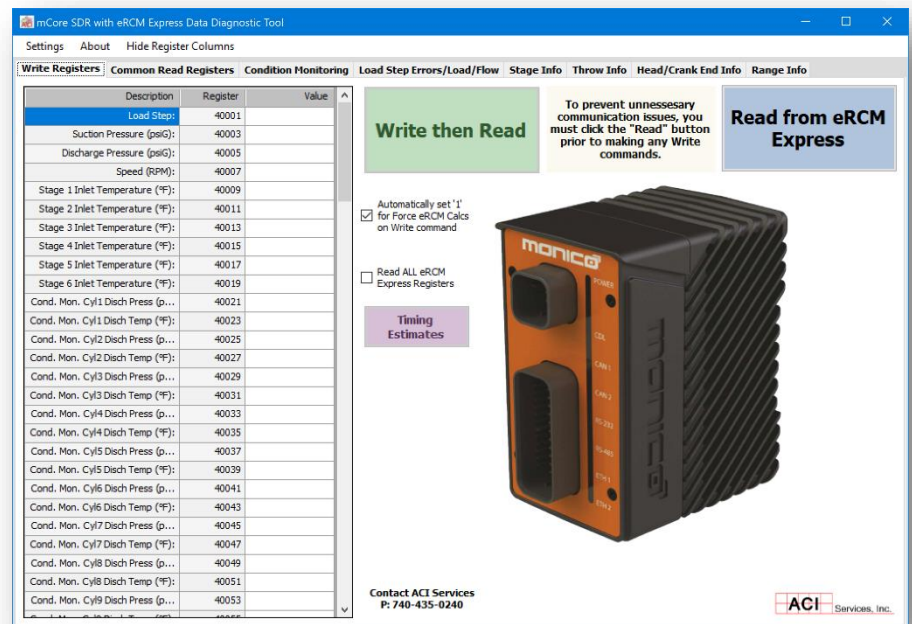 mCore SDR with eRCM Express Data Diagnostic Tool
Settings About Hide Register Columns
Write Registers Common Read Registers Condition Monitoring Load Step Errors/Load/Flow Stage Info Throw Info Head/Crank End Info Range Info
Description Register Value
Load Step: 40001
Suction Pressure (psiG): 40003
Discharge Pressure (psiG): 40005
Speed (RPM): 40007
Stage 1 Inlet Temperature (°F): 40009
Stage 2 Inlet Temperature (°F): 40011
Stage 3 Inlet Temperature (°F): 40013
Stage 4 Inlet Temperature (°F): 40015
Stage 5 Inlet Temperature (°F): 40017
Stage 6 Inlet Temperature (°F): 40019
Cond. Mon. Cyl1 Disch Press (p... 40021
Cond. Mon. Cyl1 Disch Temp (°F): 40023
Cond. Mon. Cyl2 Disch Press (p... 40025
Cond. Mon. Cyl2 Disch Temp (°F): 40027
Cond. Mon. Cyl3 Disch Press (p... 40029
Cond. Mon. Cyl3 Disch Temp (°F): 40031
Cond. Mon. Cyl4 Disch Press (p... 40033
Cond. Mon. Cyl4 Disch Temp (°F): 40035
Cond. Mon. Cyl5 Disch Press (p... 40037
Cond. Mon. Cyl5 Disch Temp (°F): 40039
Cond. Mon. Cyl6 Disch Press (p... 40041
Cond. Mon. Cyl6 Disch Temp (°F): 40043
Cond. Mon. Cyl7 Disch Press (p... 40045
Cond. Mon. Cyl7 Disch Temp (°F): 40047
Cond. Mon. Cyl8 Disch Press (p... 40049
Cond. Mon. Cyl8 Disch Temp (°F): 40051
Cond. Mon. Cyl9 Disch Press (p... 40053
Write then Read
To prevent unnessesary
communication issues, you
must click the "Read" button
prior to making any Write
commands.
Read from eRCM
Express
Automatically set '1'
for Force eRCM Calcs
on Write command
Read ALL eRCM
Express Registers
Timing
Estimates
monico
POWER
CDL
CAN 1
CAN 2
RS-232
RS-485
ETH 1
ETH 2
monico
Contact ACI Services
P: 740-435-0240
ACI Services, Inc.